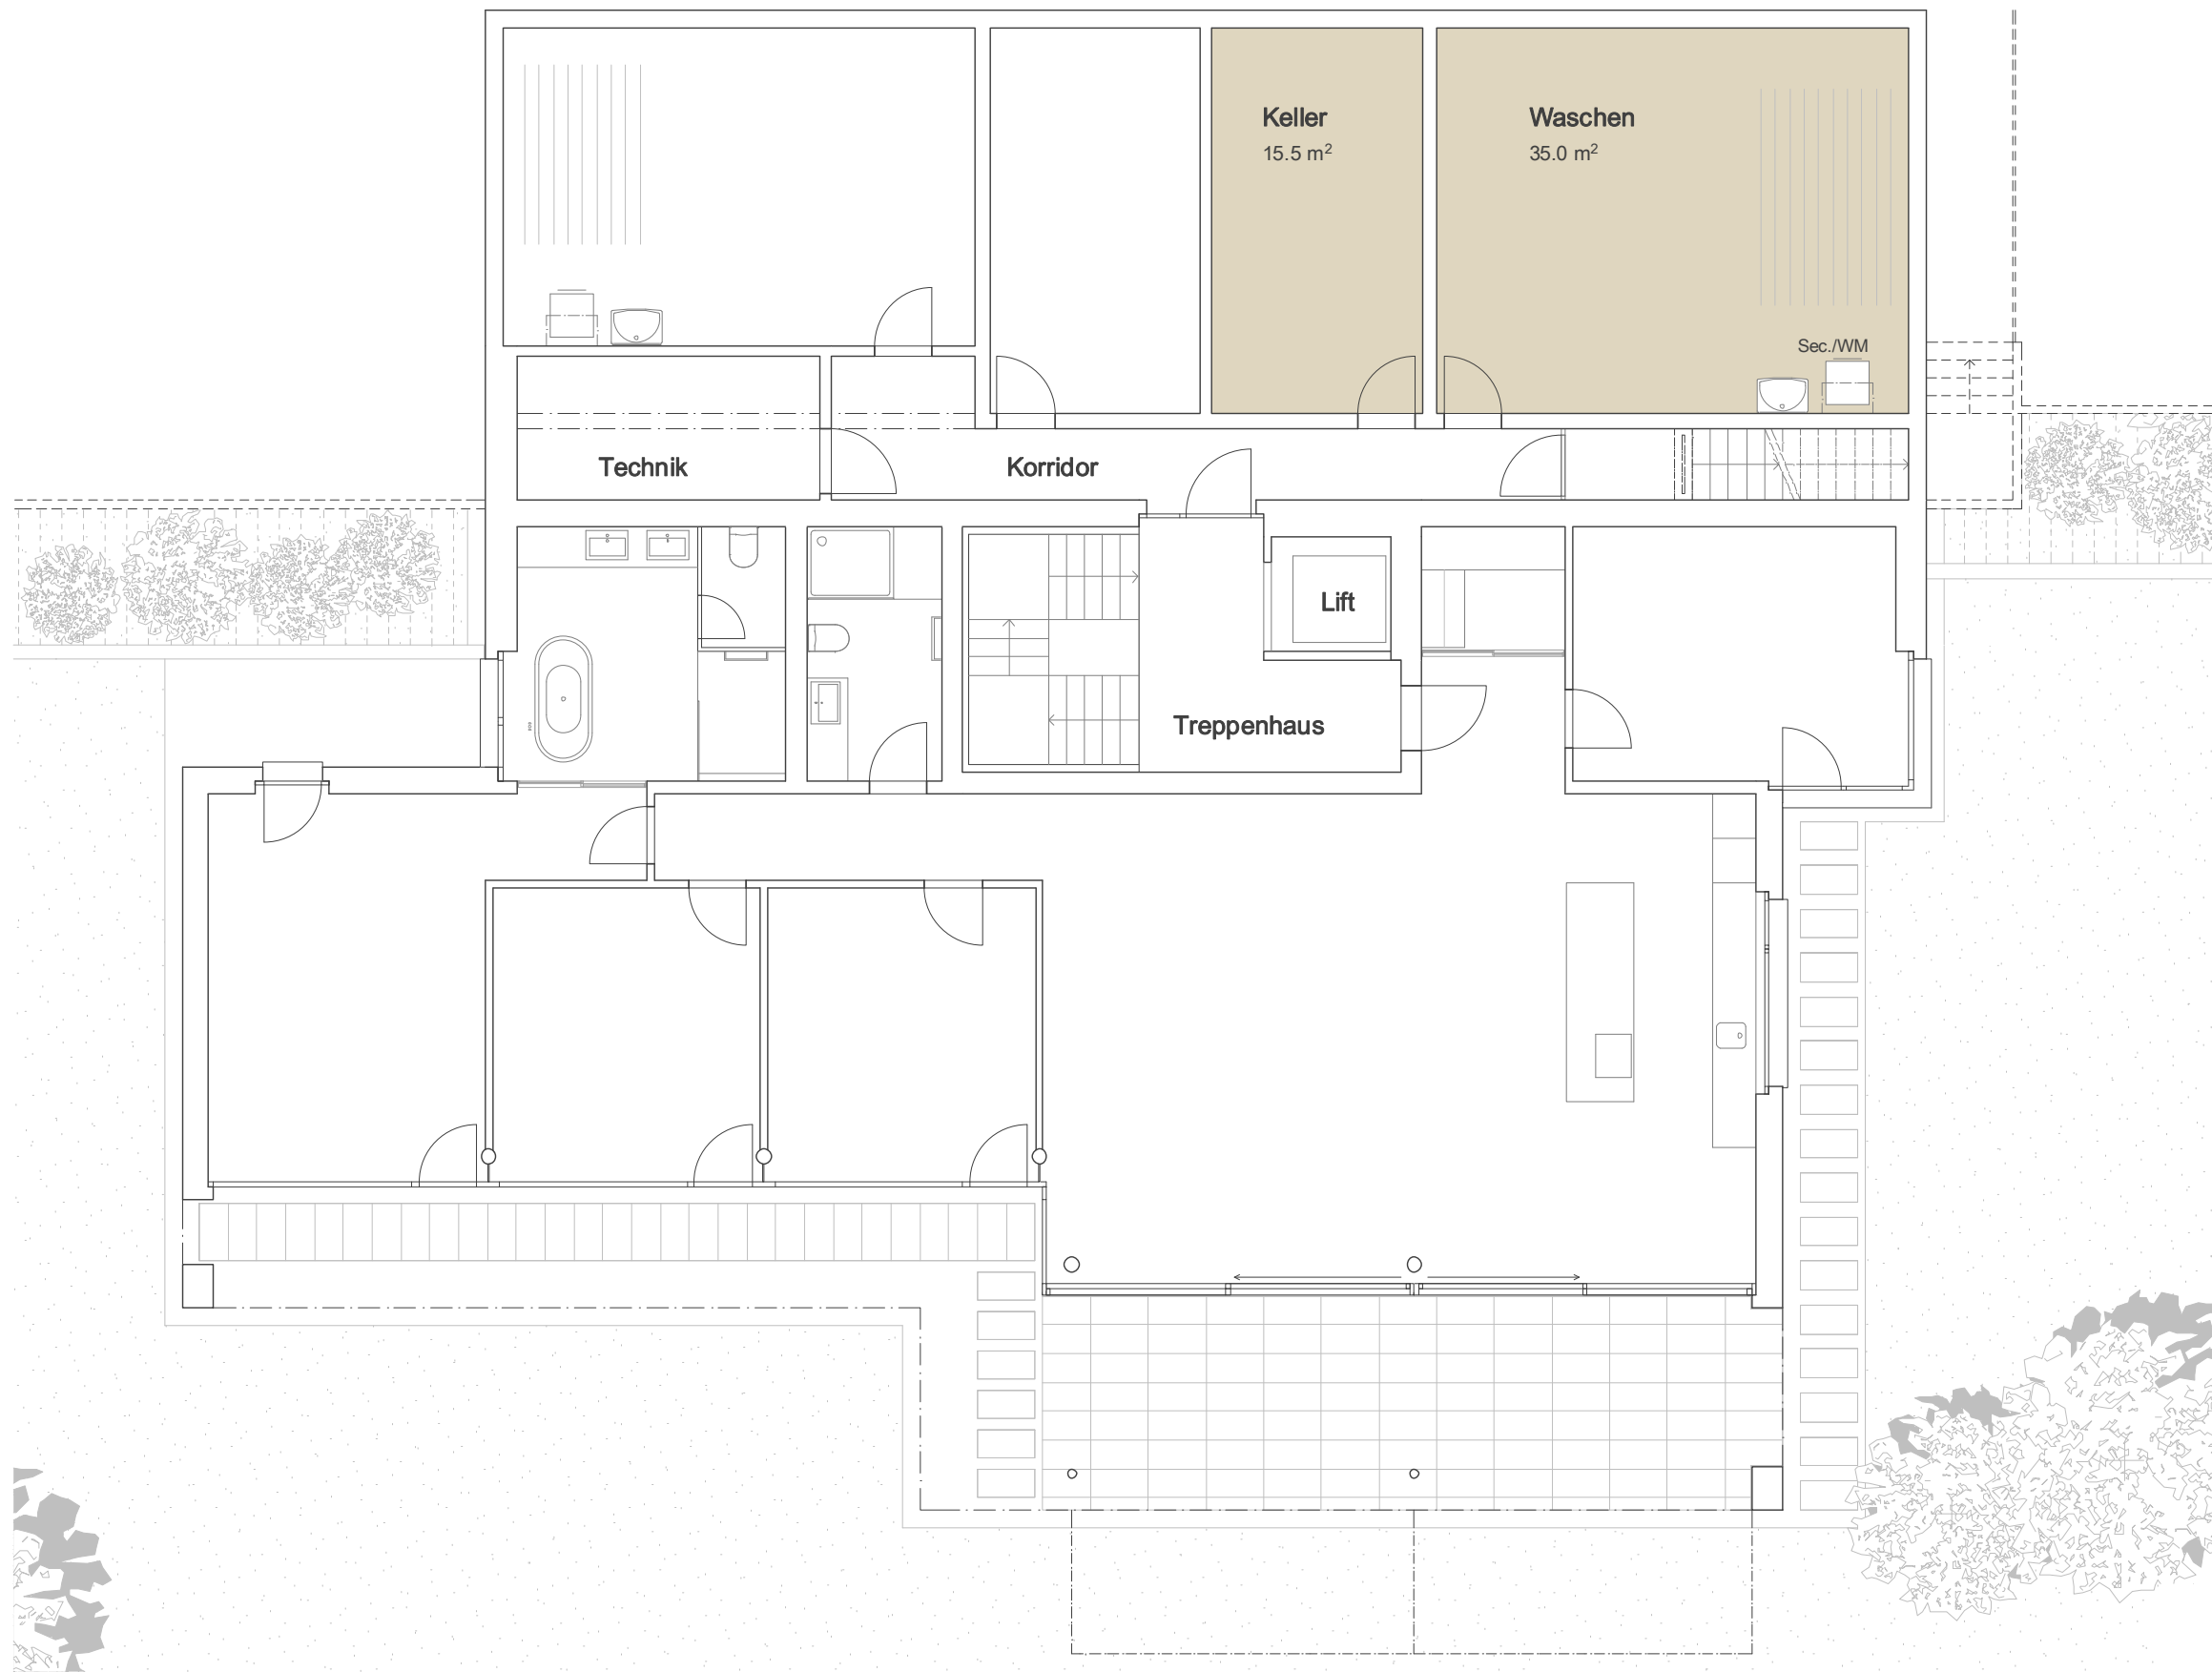 Keller
15.5 m²
Waschen
35.0 m²
Sec./WM
Technik
Korridor
Lift
Treppenhaus